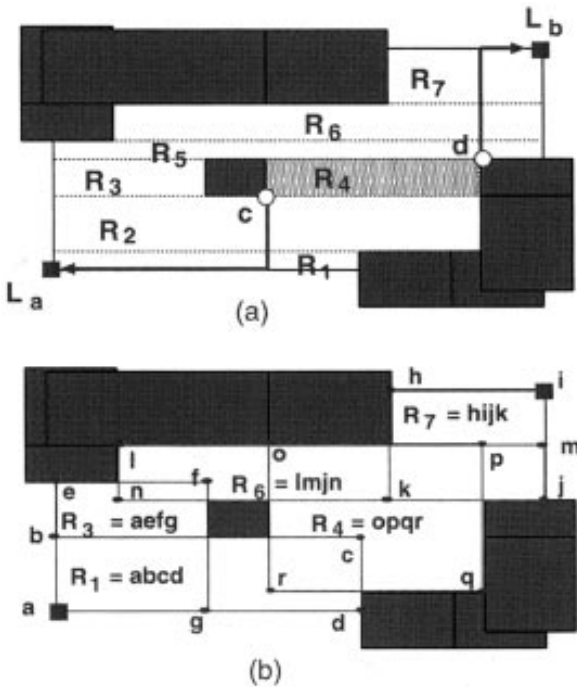 L b
R 7
R 6
R 5
d
R 3
R 4
c
R 2
R 1
L a
(a)
h
i
R 7 = hijk
l
f
o
p
m
e
n
R 6 = lmjn
k
j
b
R 3 = aefg
R 4 = opqr
c
R 1 = abcd
r
q
a
g
d
(b)